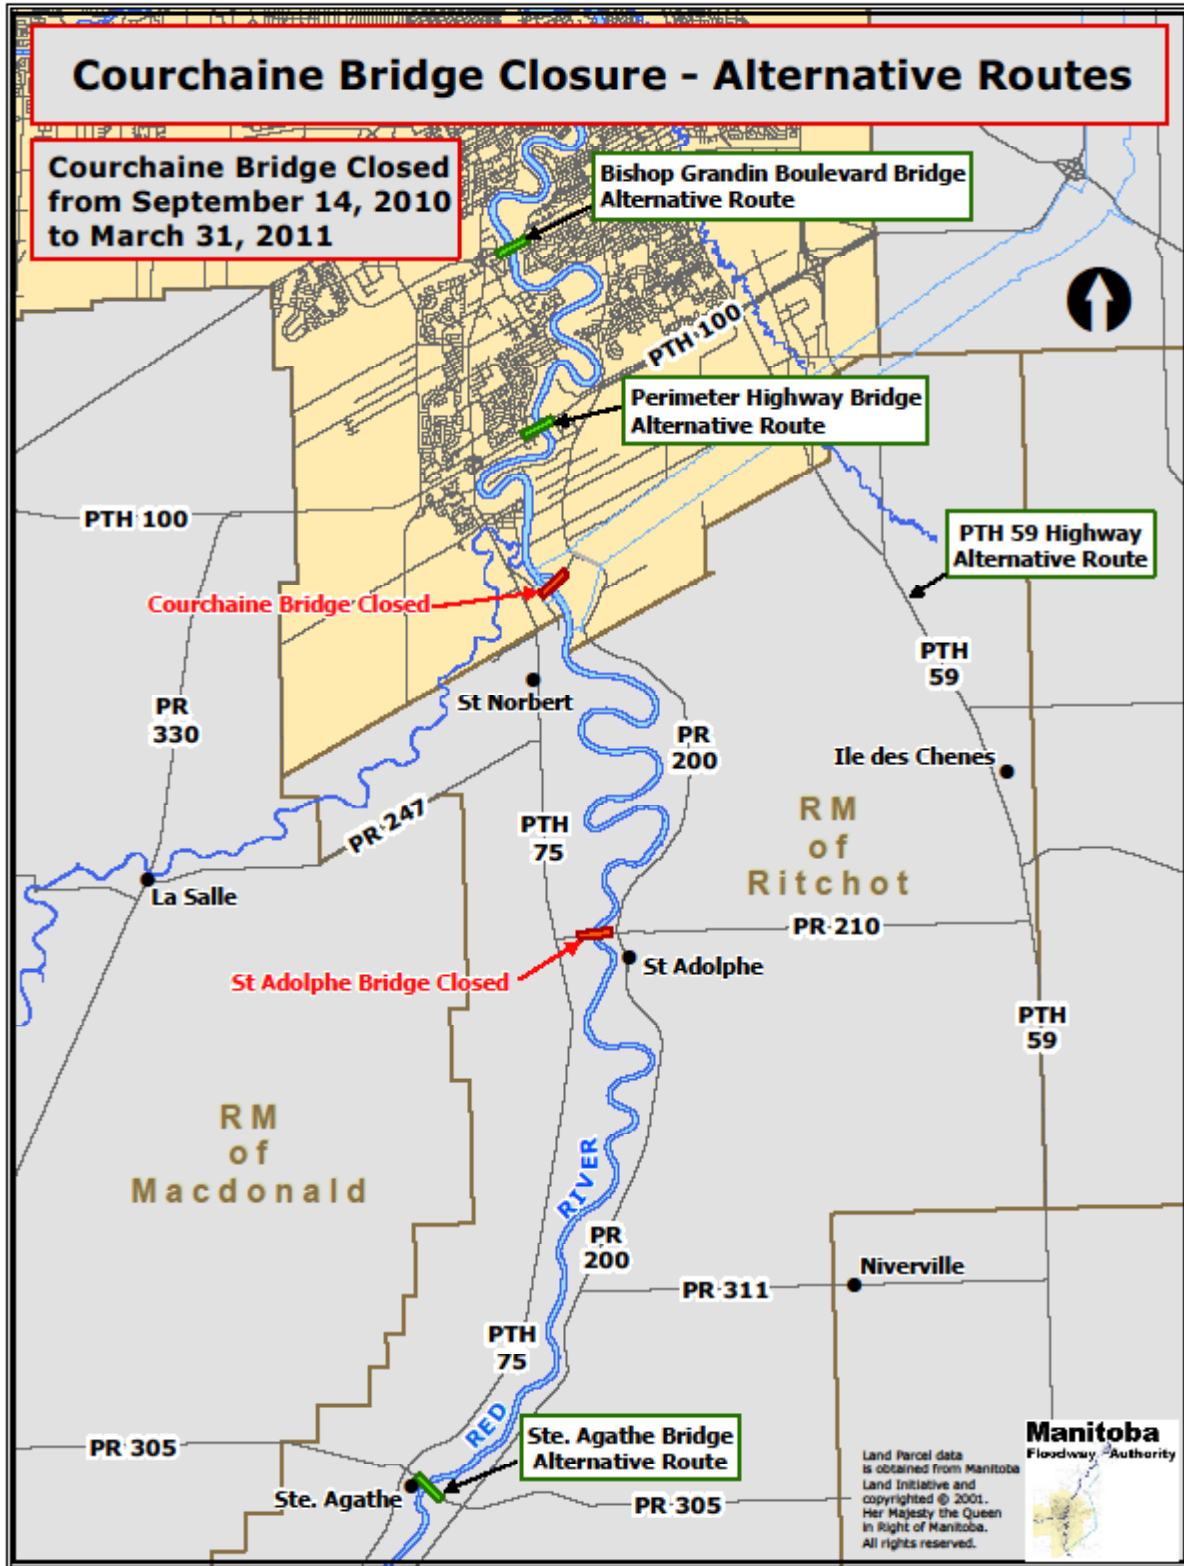 Courchaine Bridge Closure - Alternative Routes
Courchaine Bridge Closed
from September 14, 2010
to March 31, 2011
Bishop Grandin Boulevard Bridge
Alternative Route
PTH 100
Perimeter Highway Bridge
Alternative Route
PTH 100
PTH 59 Highway
Alternative Route
Courchaine Bridge Closed
PTH
59
St Norbert
PR
330
PR
200
Ile des Chenes
PR 247
PTH
75
RM
of
Ritchot
La Salle
PR 210
St Adolphe Bridge Closed
St Adolphe
PTH
59
RM
of
Macdonald
RIVER
PR
200
Niverville
PR 311
PTH
75
RED
Ste. Agathe Bridge
Alternative Route
PR 305
Ste. Agathe
PR 305
Land Parcel data
is obtained from Manitoba
Land Initiative and
copyrighted © 2001.
Her Majesty the Queen
in Right of Manitoba.
All rights reserved.
Manitoba
Floodway Authority